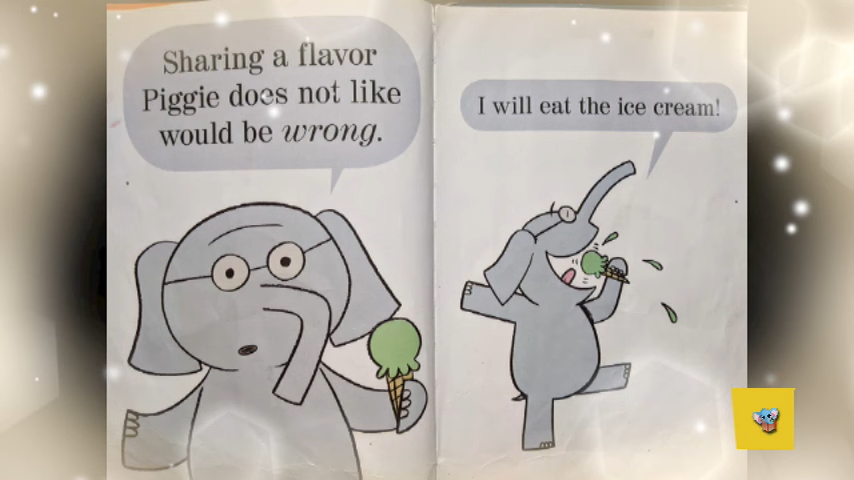 Sharing a flavor
Piggie does not like
would be wrong.
I will eat the ice cream!